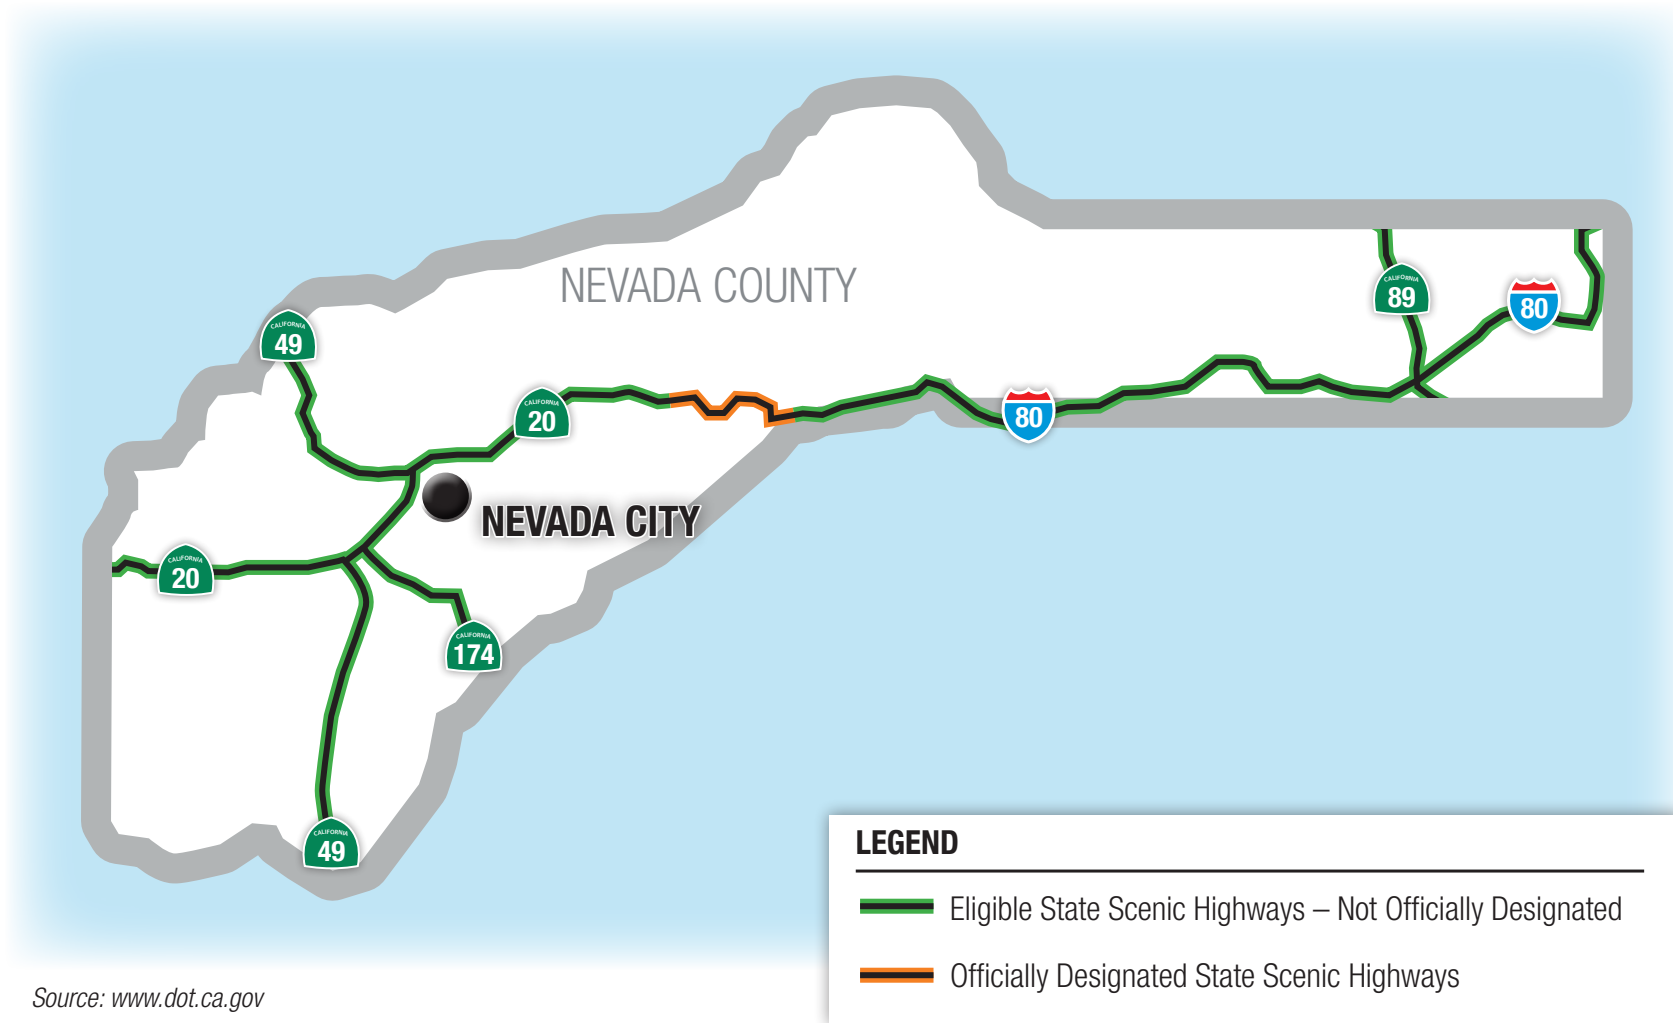 NEVADA COUNTY
CALIFORNIA
89
80
CALIFORNIA
49
CALIFORNIA
20
80
NEVADA CITY
CALIFORNIA
20
CALIFORNIA
174
CALIFORNIA
49
LEGEND
Eligible State Scenic Highways – Not Officially Designated
Officially Designated State Scenic Highways
Source: www.dot.ca.gov